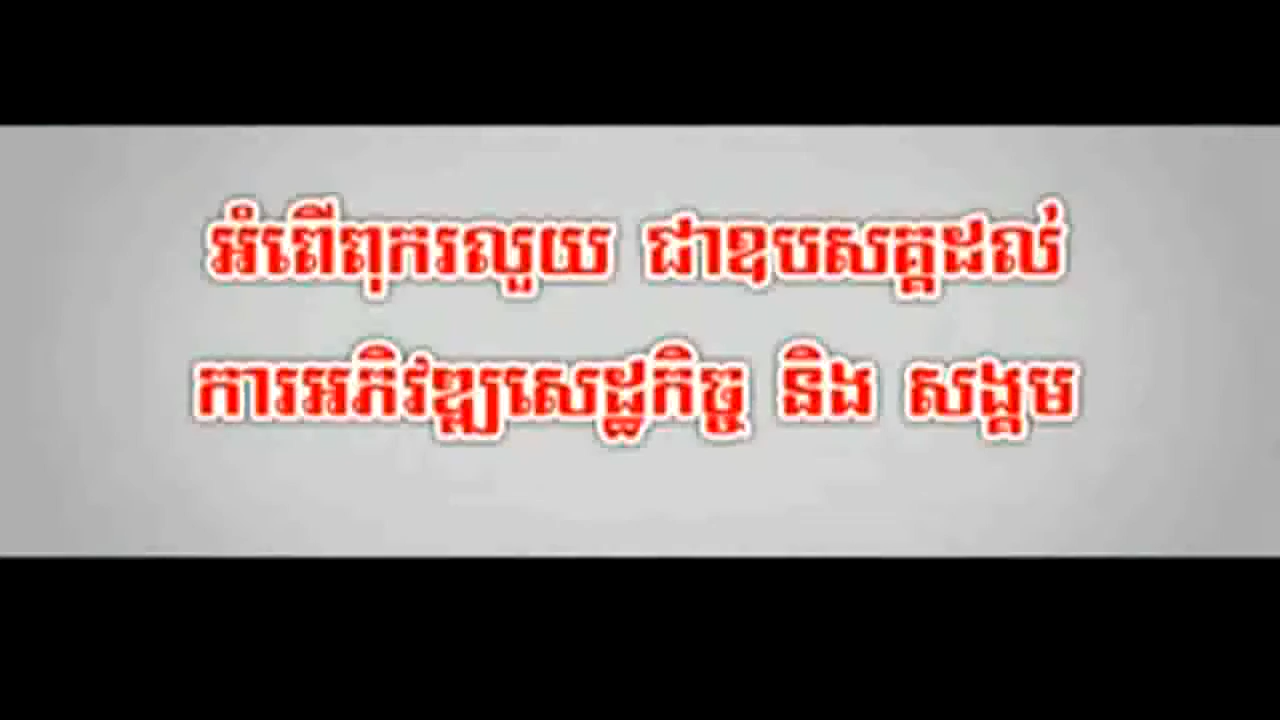 អំពើពុករលួយ ជាឧបសគ្គដល់
ការអភិវឌ្ឍសេដ្ឋកិច្ច និង សង្គម